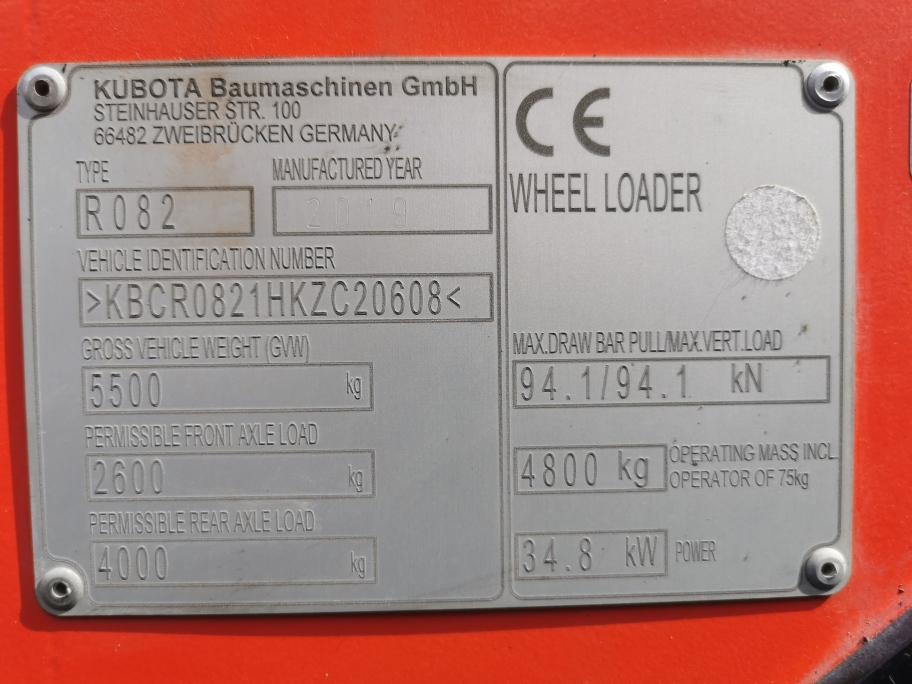 KUBOTA Baumaschinen GmbH
STEINHAUSER STR. 100
66482 ZWEIBRÜCKEN GERMANY
TYPE
R082
MANUFACTURED YEAR
2019
VEHICLE IDENTIFICATION NUMBER
>KBCR0821HKZC20608<
GROSS VEHICLE WEIGHT (GVW)
5500 kg
PERMISSIBLE FRONT AXLE LOAD
2600 kg
PERMISSIBLE REAR AXLE LOAD
4000 kg
CE
WHEEL LOADER
MAX.DRAW BAR PULL/MAX.VERT.LOAD
94.1/94.1 kN
4800 kg
OPERATING MASS INCL.
OPERATOR OF 75kg
34.8 kW POWER